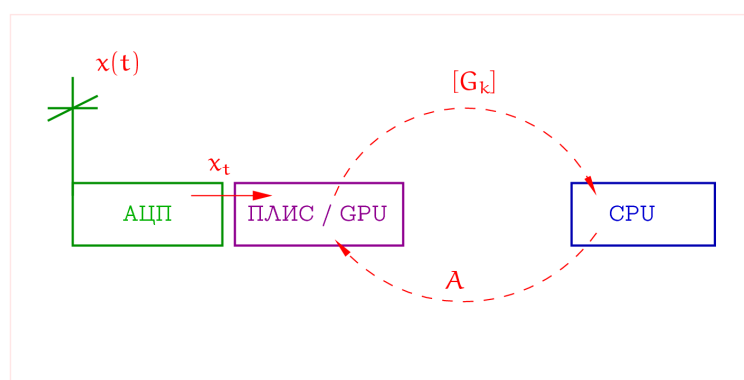 x(t)
[G_k]
x_t
АЦП
ПЛИС / GPU
CPU
A